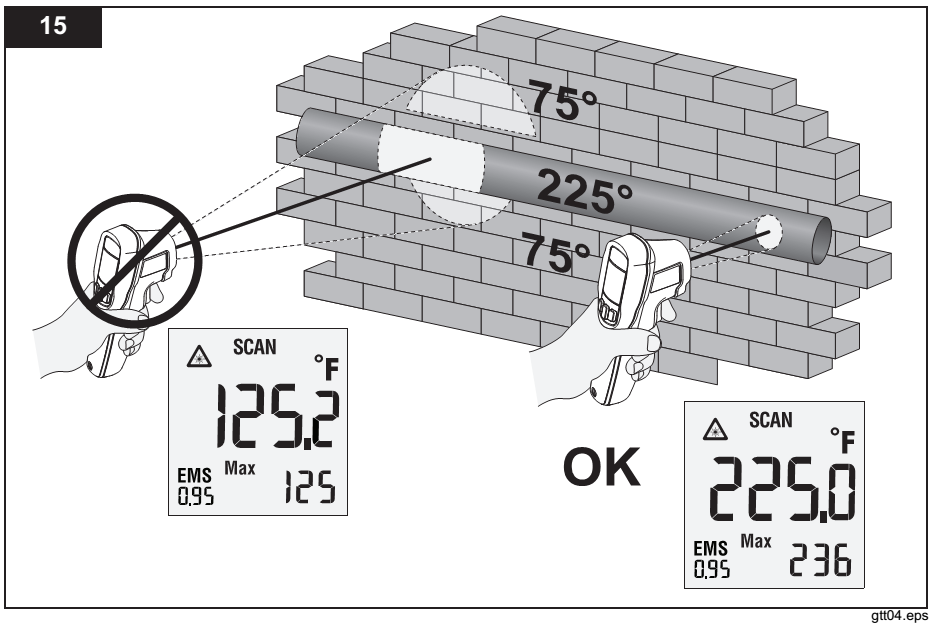 15
75°
225°
75°
SCAN
°F
125.2
EMS
0.95
Max
125
OK
SCAN
°F
225.0
EMS
0.95
Max
236
gtt04.eps